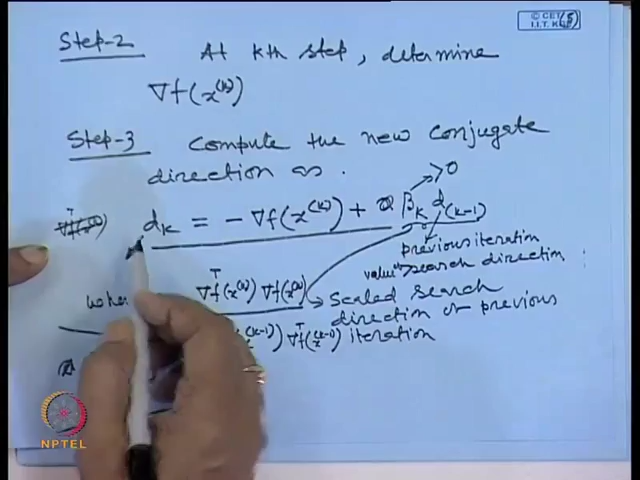 © CET
I.I.T. KGP
Step-2 At kth step, determine
∇f(x^(k))
Step-3 Compute the new Conjugate
direction as.
d_k = -∇f(x^(k)) + β_k d_(k-1)
>0
previous iteration
value search direction
∇f^T(x^(k)) ∇f(x^(k))
Scaled search
direction of previous
iteration
NPTEL